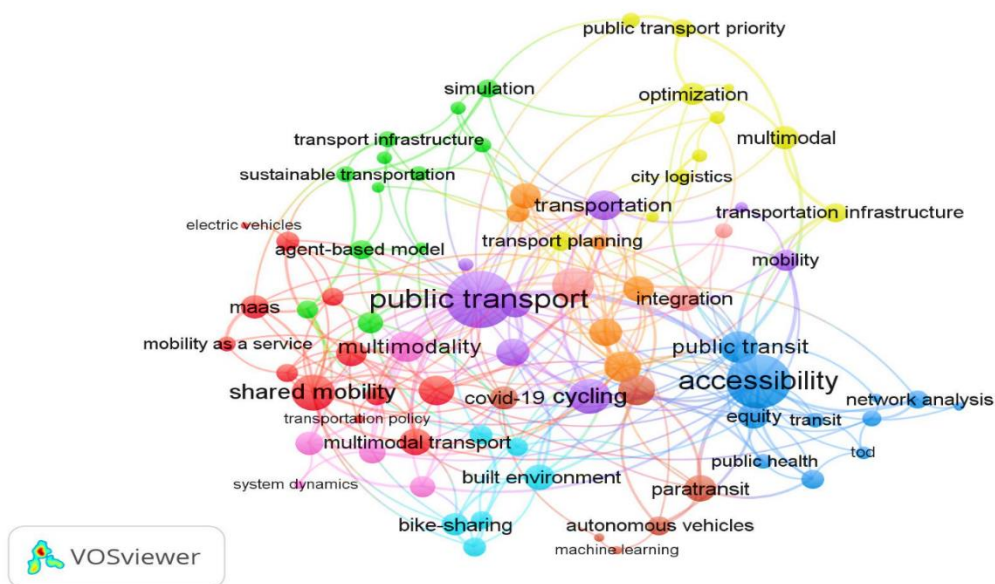 public transport priority
simulation
optimization
transport infrastructure
multimodal
sustainable transportation
city logistics
electric vehicles
transportation
transportation infrastructure
agent-based model
transport planning
mobility
public transport
integration
maas
mobility as a service
multimodality
public transit
shared mobility
covid-19
cycling
accessibility
network analysis
transportation policy
equity
transit
multimodal transport
tod
system dynamics
built environment
public health
paratransit
bike-sharing
autonomous vehicles
machine learning
VOSviewer